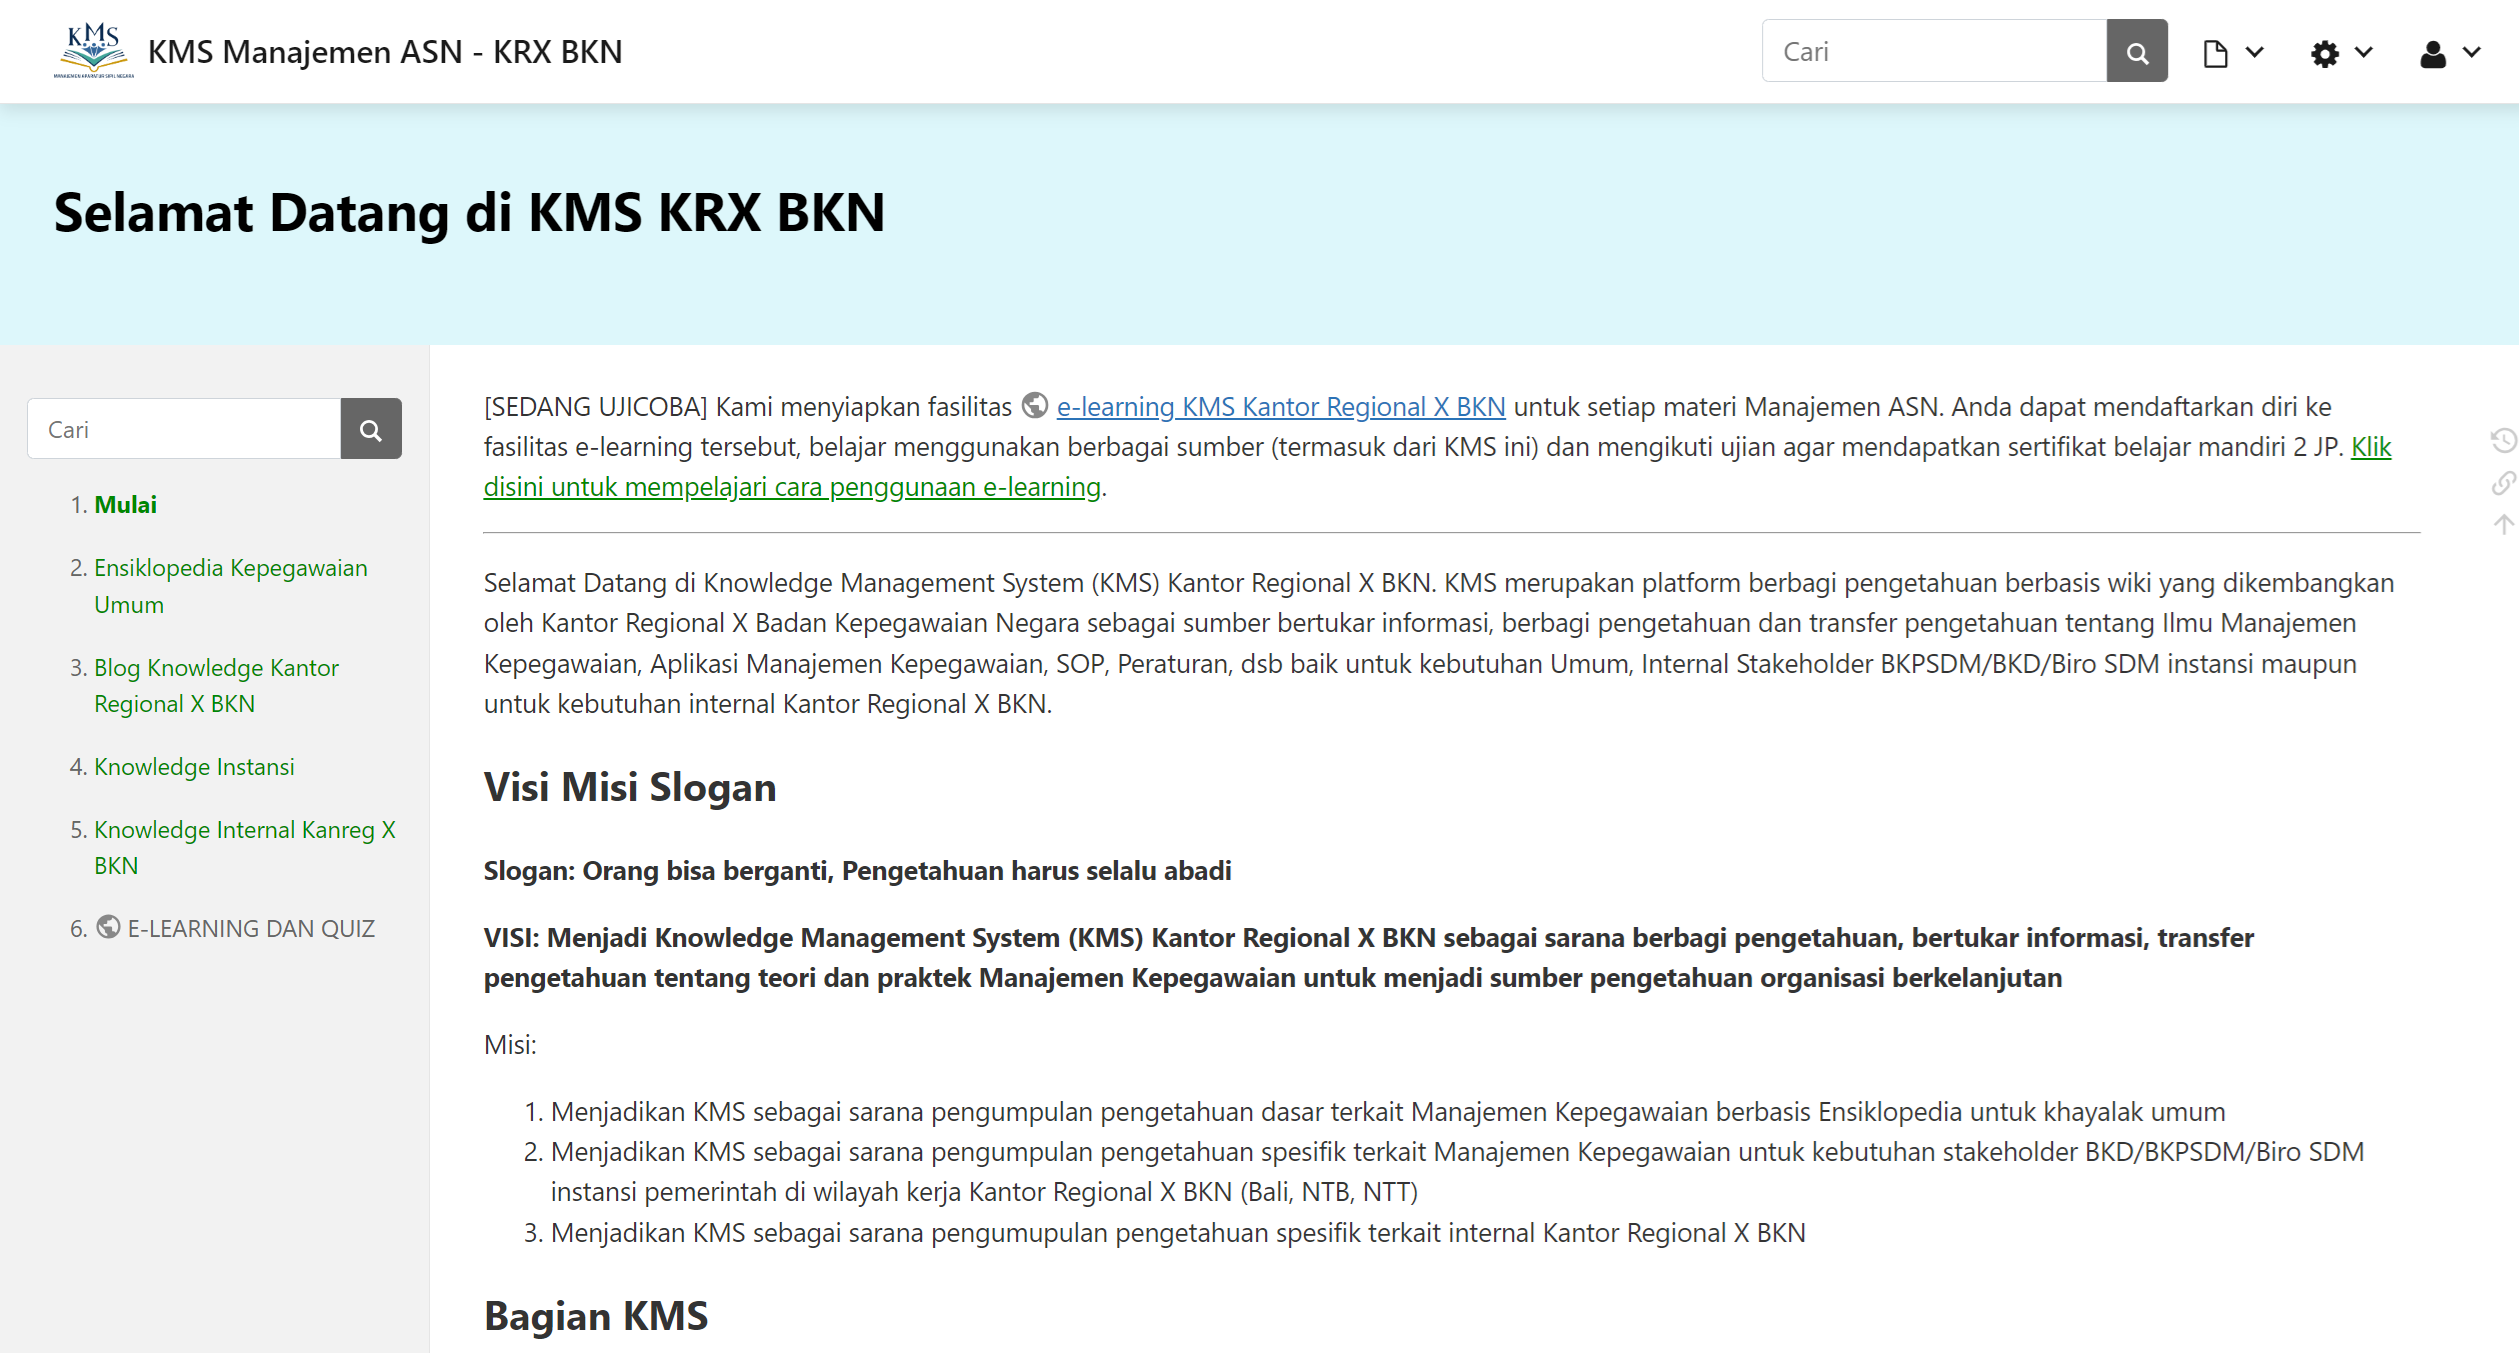 KMS
MANAJEMEN APARATUR SIPIL NEGARA
KMS Manajemen ASN - KRX BKN
Cari
Selamat Datang di KMS KRX BKN
Cari
1. Mulai
2. Ensiklopedia Kepegawaian
Umum
3. Blog Knowledge Kantor
Regional X BKN
4. Knowledge Instansi
5. Knowledge Internal Kanreg X
BKN
6. E-LEARNING DAN QUIZ
[SEDANG UJICOBA] Kami menyiapkan fasilitas e-learning KMS Kantor Regional X BKN untuk setiap materi Manajemen ASN. Anda dapat mendaftarkan diri ke
fasilitas e-learning tersebut, belajar menggunakan berbagai sumber (termasuk dari KMS ini) dan mengikuti ujian agar mendapatkan sertifikat belajar mandiri 2 JP. Klik
disini untuk mempelajari cara penggunaan e-learning.
Selamat Datang di Knowledge Management System (KMS) Kantor Regional X BKN. KMS merupakan platform berbagi pengetahuan berbasis wiki yang dikembangkan
oleh Kantor Regional X Badan Kepegawaian Negara sebagai sumber bertukar informasi, berbagi pengetahuan dan transfer pengetahuan tentang Ilmu Manajemen
Kepegawaian, Aplikasi Manajemen Kepegawaian, SOP, Peraturan, dsb baik untuk kebutuhan Umum, Internal Stakeholder BKPSDM/BKD/Biro SDM instansi maupun
untuk kebutuhan internal Kantor Regional X BKN.
Visi Misi Slogan
Slogan: Orang bisa berganti, Pengetahuan harus selalu abadi
VISI: Menjadi Knowledge Management System (KMS) Kantor Regional X BKN sebagai sarana berbagi pengetahuan, bertukar informasi, transfer
pengetahuan tentang teori dan praktek Manajemen Kepegawaian untuk menjadi sumber pengetahuan organisasi berkelanjutan
Misi:
1. Menjadikan KMS sebagai sarana pengumpulan pengetahuan dasar terkait Manajemen Kepegawaian berbasis Ensiklopedia untuk khayalak umum
2. Menjadikan KMS sebagai sarana pengumpulan pengetahuan spesifik terkait Manajemen Kepegawaian untuk kebutuhan stakeholder BKD/BKPSDM/Biro SDM
instansi pemerintah di wilayah kerja Kantor Regional X BKN (Bali, NTB, NTT)
3. Menjadikan KMS sebagai sarana pengumupulan pengetahuan spesifik terkait internal Kantor Regional X BKN
Bagian KMS